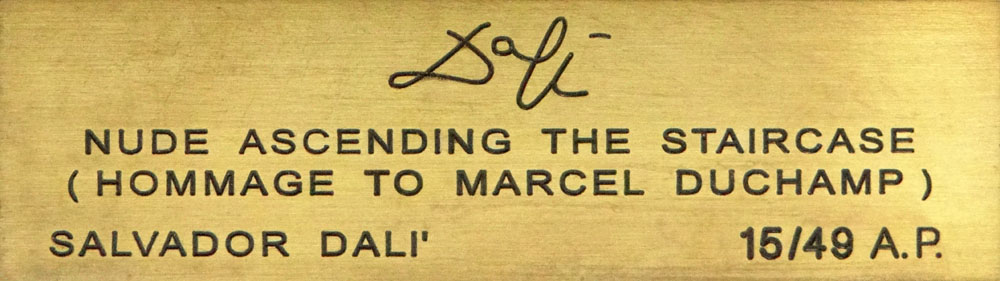 Dalí
NUDE ASCENDING THE STAIRCASE
(HOMMAGE TO MARCEL DUCHAMP)
SALVADOR DALI' 15/49 A.P.